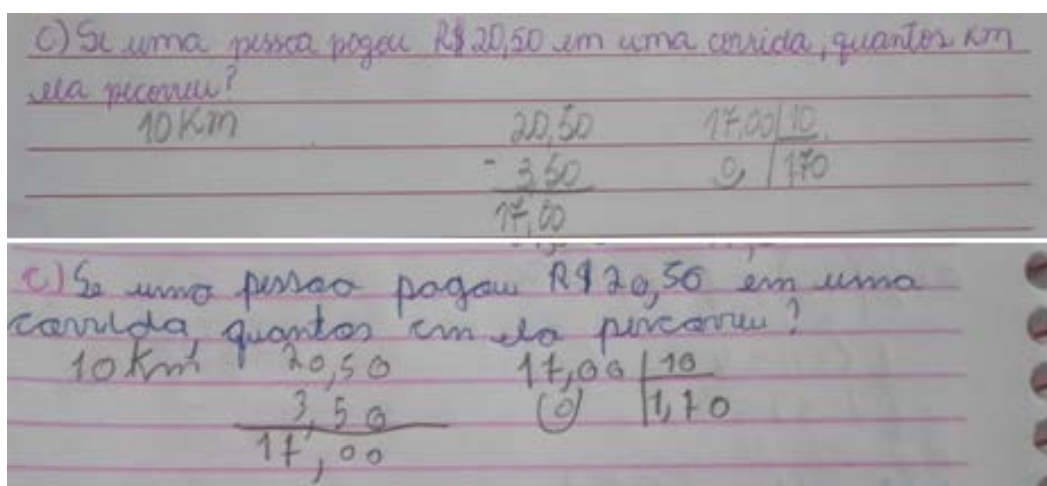 C) Se uma pessoa pogou R$ 20,50 em uma corrida, quantos Km
ela pecorreu?
10 Km 20,50 17,00 10
- 3,50 0 170
17,00
c) Se uma pessoa pagou R$ 20,50 em uma
corrida, quantos km ela percorreu?
10 Km 20,50 17,00 10
3,50 (0) 1,70
17,00